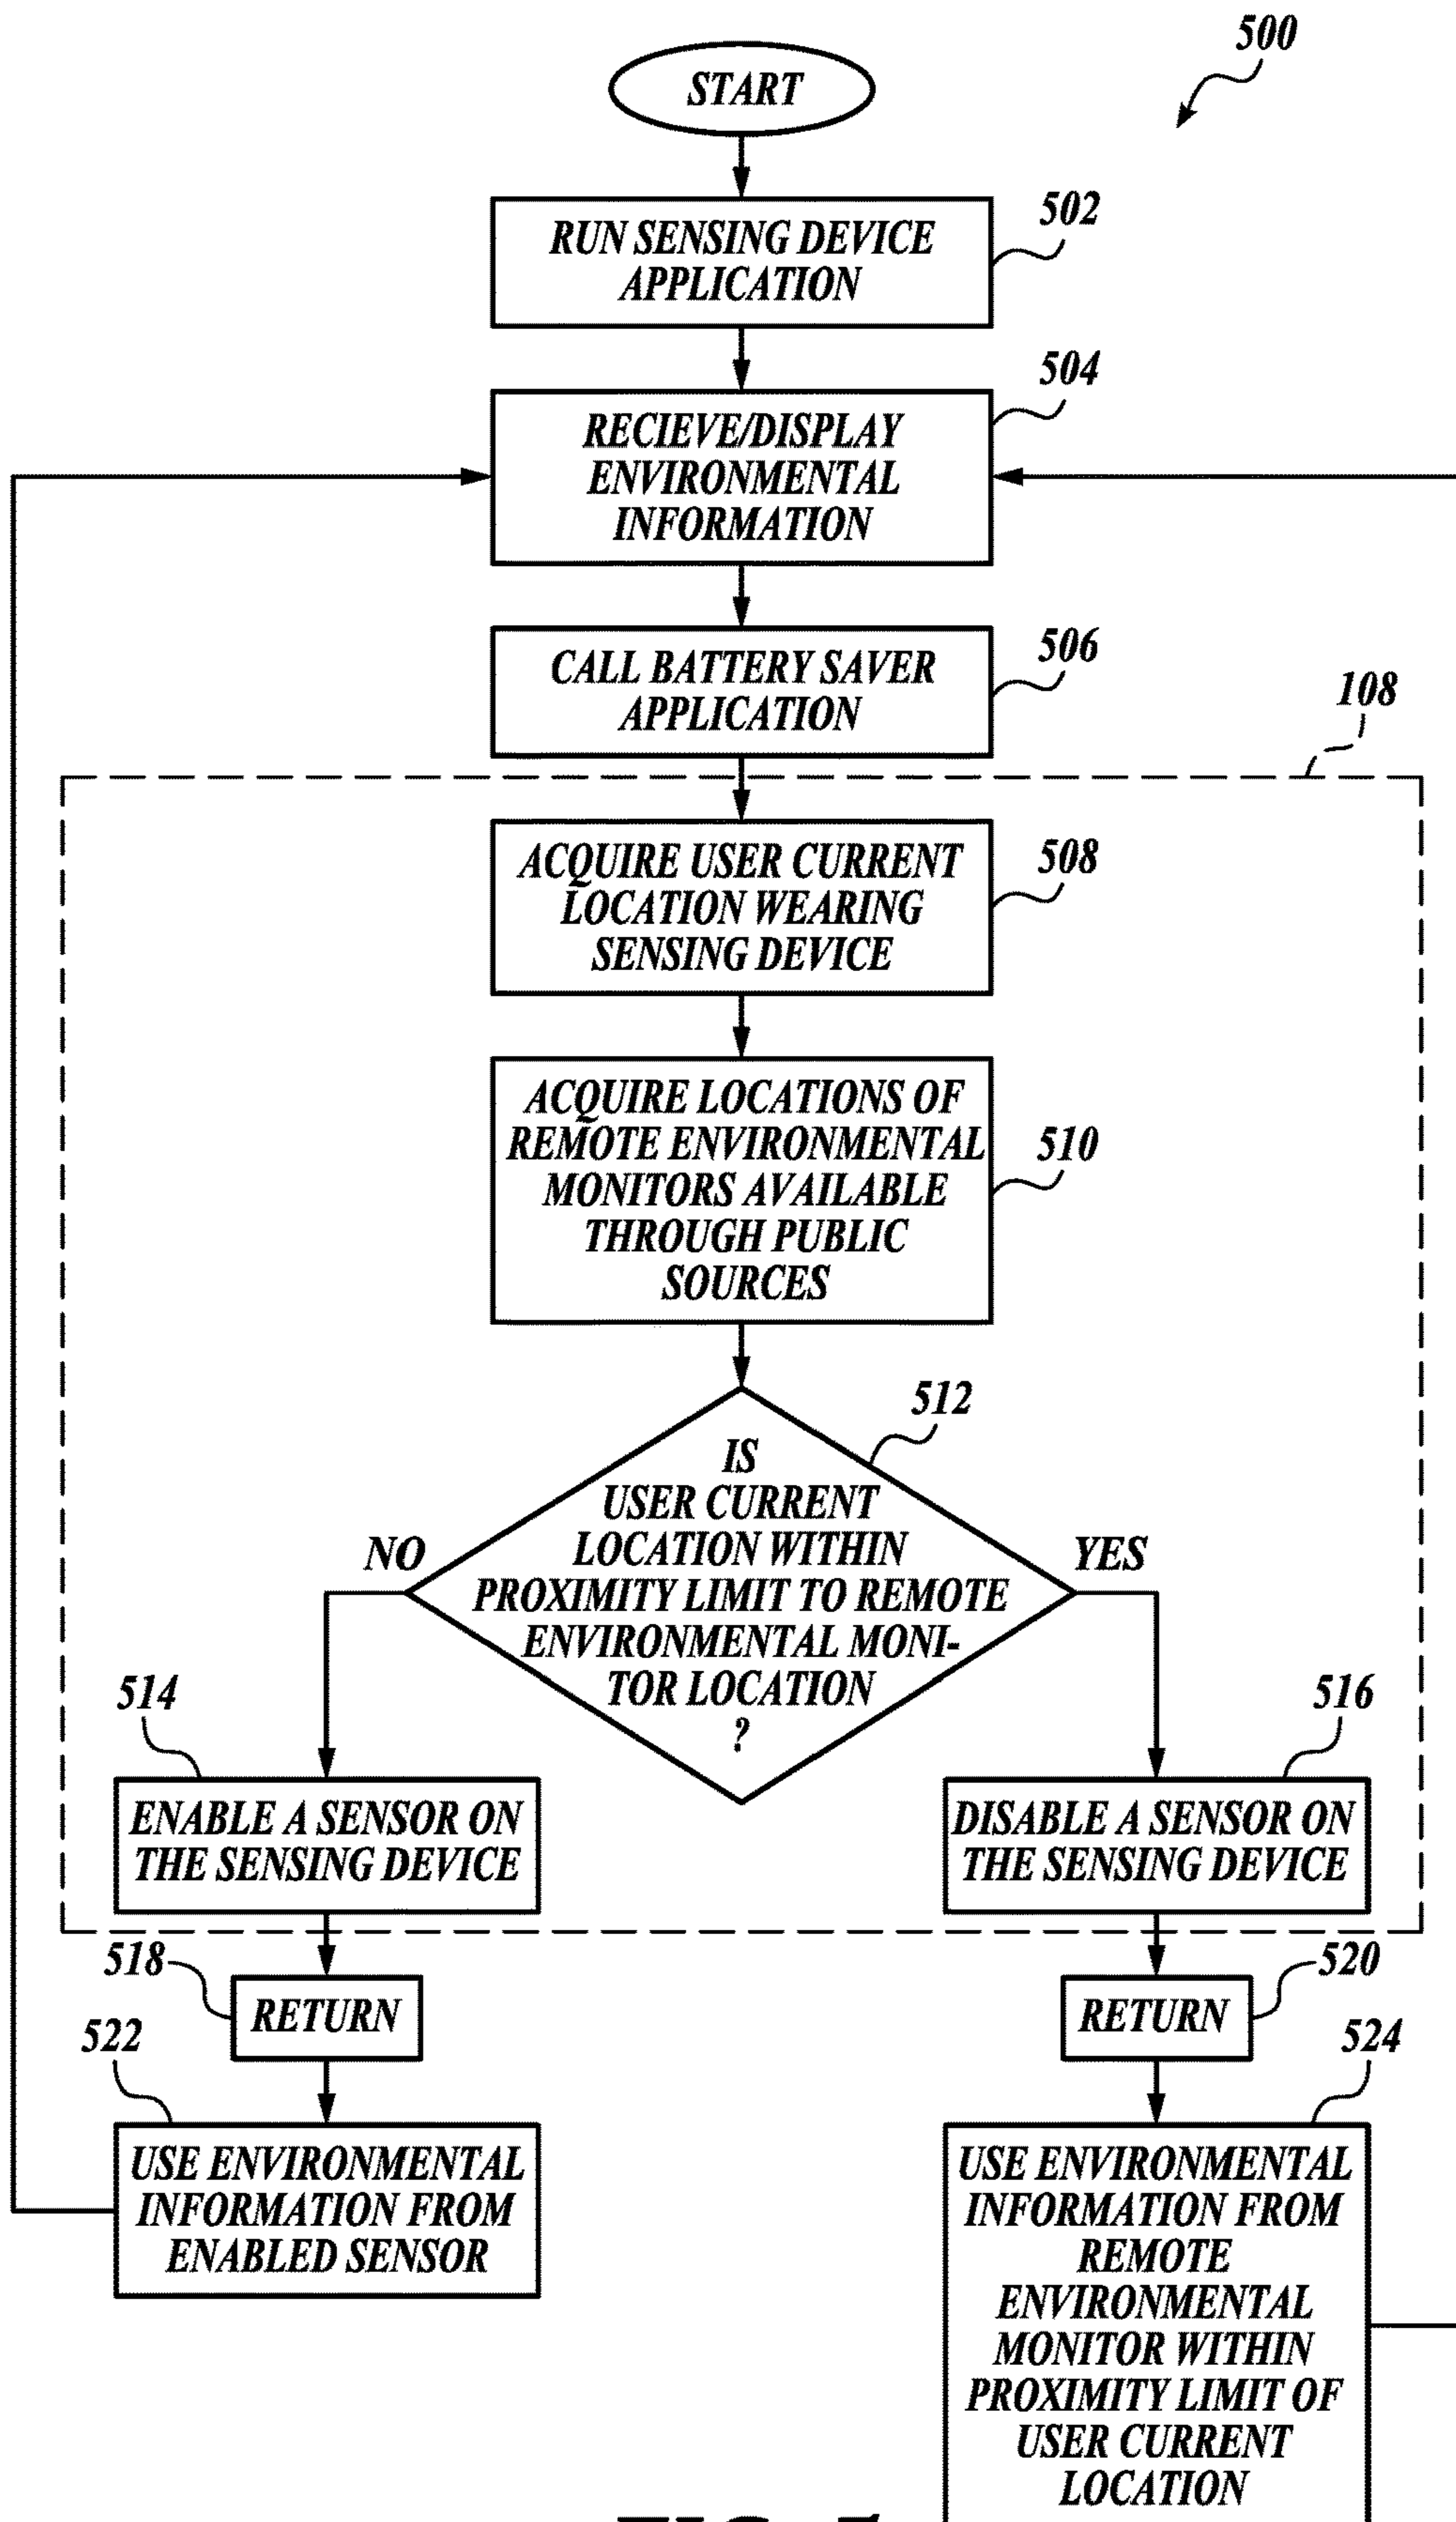 500
START
502
RUN SENSING DEVICE
APPLICATION
504
RECIEVE/DISPLAY
ENVIRONMENTAL
INFORMATION
506
CALL BATTERY SAVER
APPLICATION
108
508
ACQUIRE USER CURRENT
LOCATION WEARING
SENSING DEVICE
510
ACQUIRE LOCATIONS OF
REMOTE ENVIRONMENTAL
MONITORS AVAILABLE
THROUGH PUBLIC
SOURCES
512
IS
USER CURRENT
LOCATION WITHIN
PROXIMITY LIMIT TO REMOTE
ENVIRONMENTAL MONI-
TOR LOCATION
?
NO
YES
514
ENABLE A SENSOR ON
THE SENSING DEVICE
516
DISABLE A SENSOR ON
THE SENSING DEVICE
518
RETURN
520
RETURN
522
USE ENVIRONMENTAL
INFORMATION FROM
ENABLED SENSOR
524
USE ENVIRONMENTAL
INFORMATION FROM
REMOTE
ENVIRONMENTAL
MONITOR WITHIN
PROXIMITY LIMIT OF
USER CURRENT
LOCATION